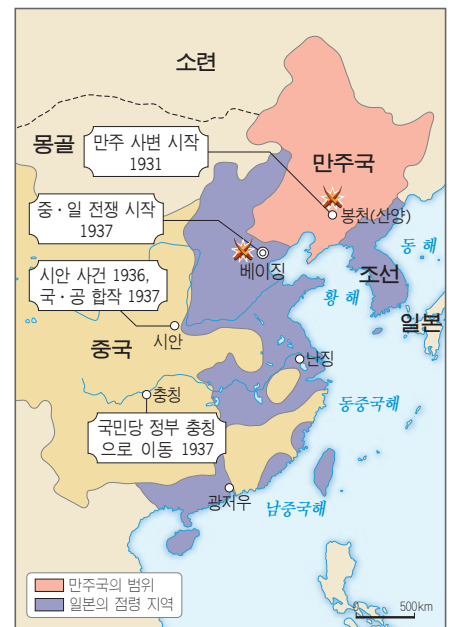 소련
몽골
만주 사변 시작
1931
만주국
봉천(산양)
중·일 전쟁 시작
1937
베이징
동해
조선
황해
일본
시안 사건 1936,
국·공 합작 1937
시안
중국
난징
충칭
동중국해
국민당 정부 충칭
으로 이동 1937
광저우
남중국해
만주국의 범위
일본의 점령 지역
500km